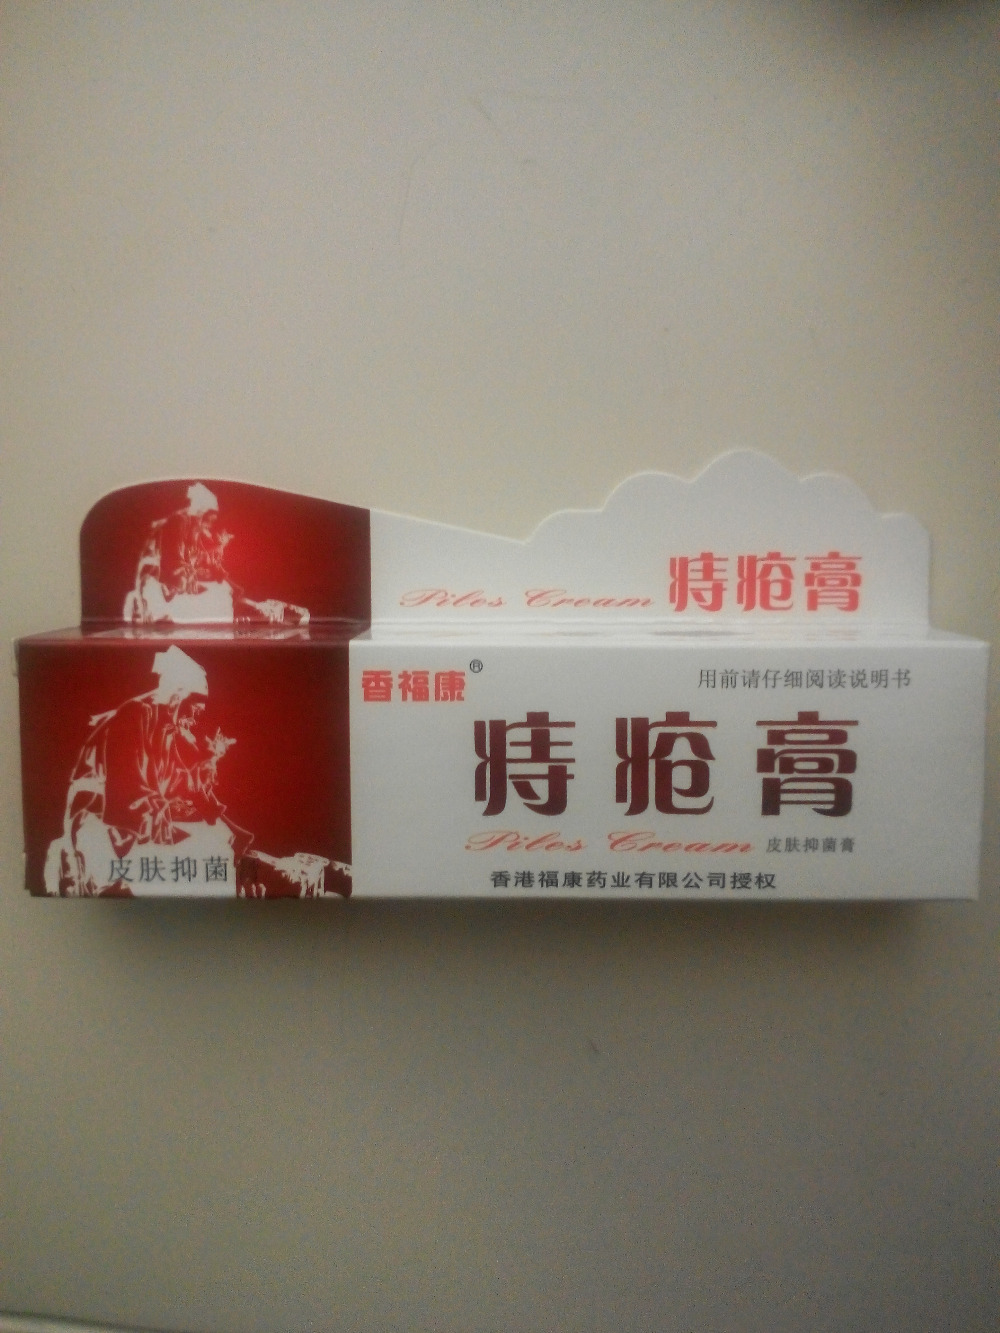 Piles Cream 痔疮膏
香福康®
用前请仔细阅读说明书
痔疮膏
Piles Cream 皮肤抑菌膏
皮肤抑菌膏
香港福康药业有限公司授权